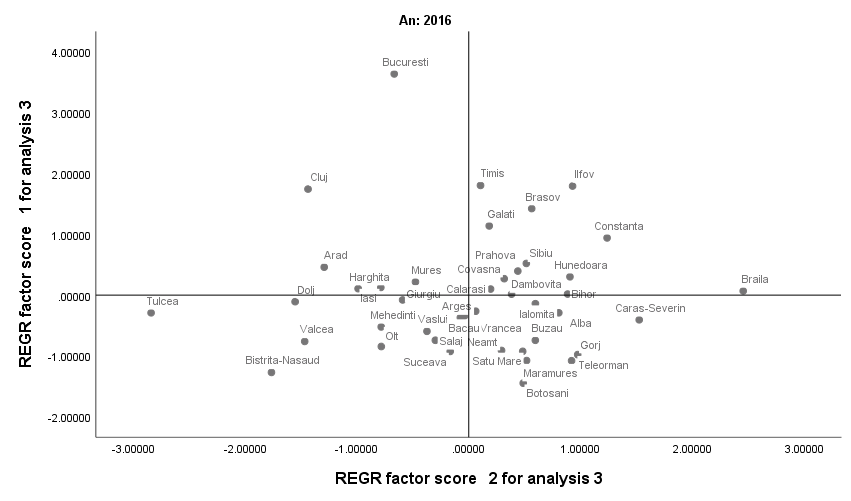 An: 2016
REGR factor score 1 for analysis 3
4.00000
3.00000
2.00000
1.00000
.00000
-1.00000
-2.00000
Bucuresti
Cluj
Timis
Ilfov
Brasov
Galati
Constanta
Arad
Prahova
Sibiu
Harghita
Mures
Covasna
Hunedoara
Iasi
Giurgiu
Calarasi
Dambovita
Bihor
Braila
Tulcea
Dolj
Arges
Ialomita
Caras-Severin
Mehedinti
Vaslui
Alba
Valcea
Olt
Bacau
Vrancea
Buzau
Salaj
Neamt
Gorj
Bistrita-Nasaud
Suceava
Satu Mare
Teleorman
Maramures
Botosani
-3.00000
-2.00000
-1.00000
.00000
1.00000
2.00000
3.00000
REGR factor score 2 for analysis 3